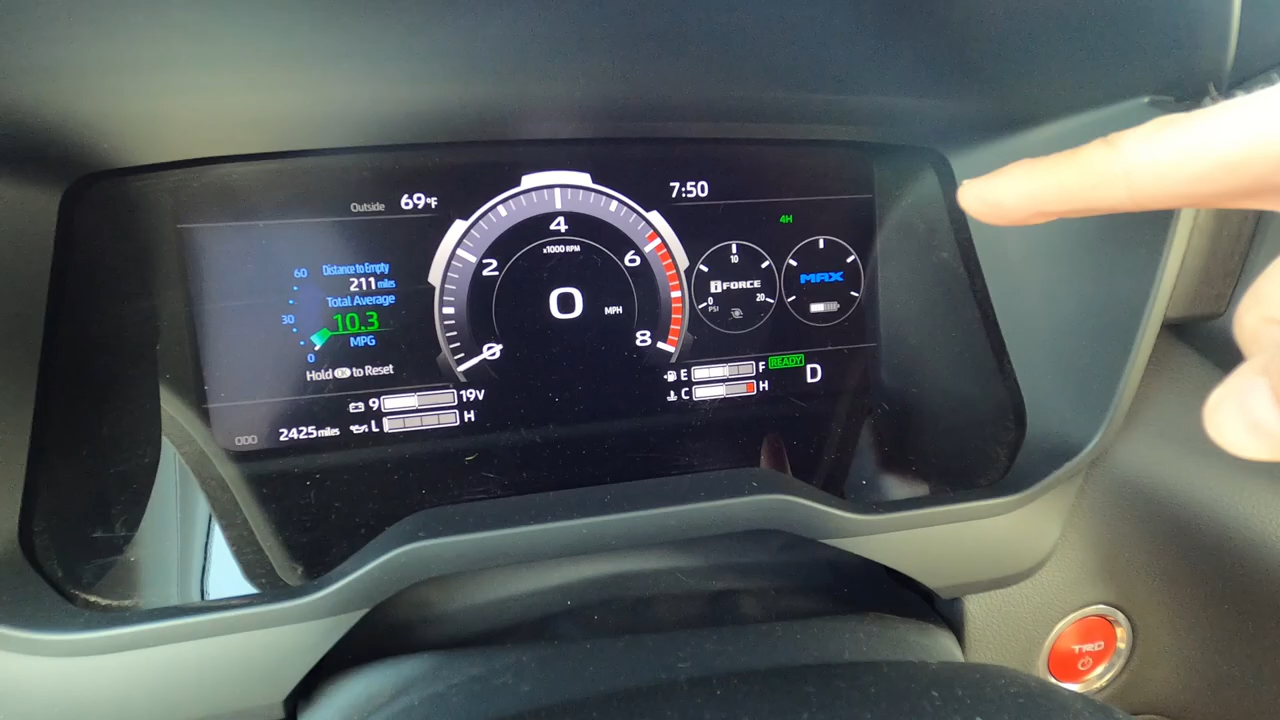 Outside 69°F
7:50
4H
60
Distance to Empty
211 miles
Total Average
30
10.3
MPG
0
Hold OK to Reset
9 19V
L H
ODO 2425 miles
0 2 4 6 8
x1000 RPM
0 MPH
10
iFORCE
0 20
PSI
MAX
E F
C H
READY
D
TRD